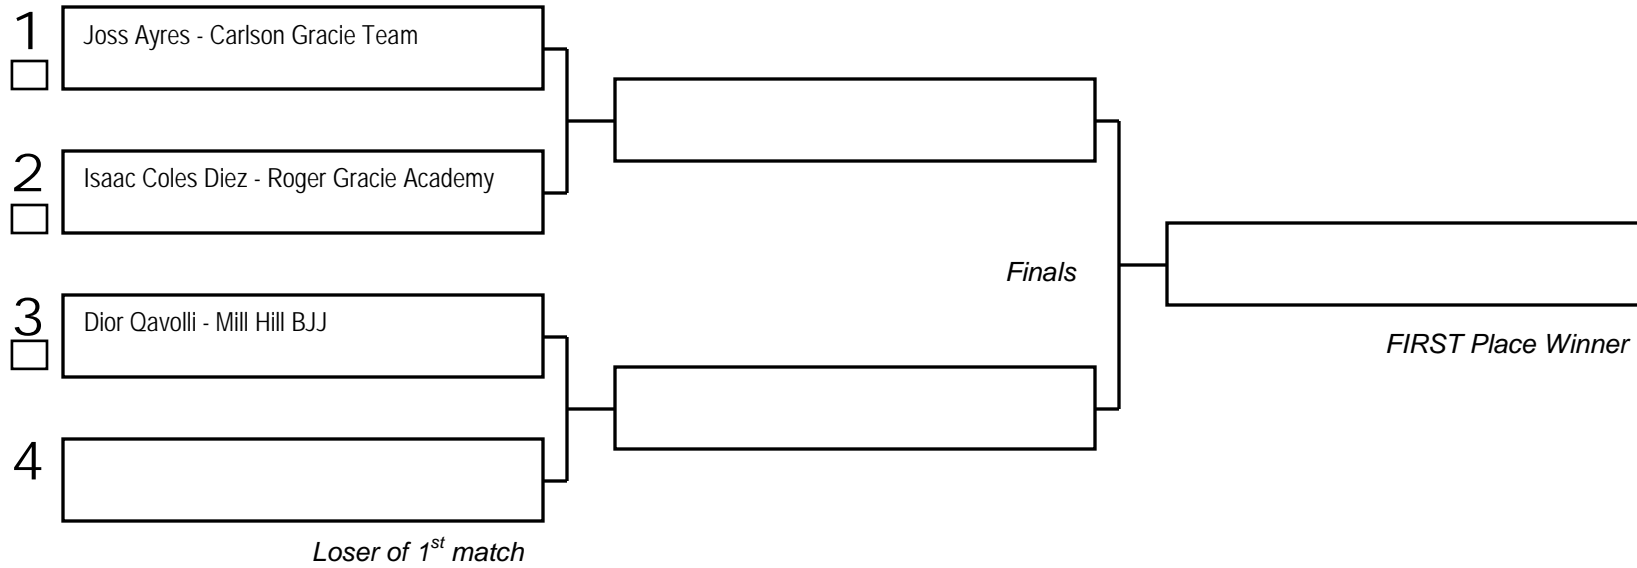 1
Joss Ayres - Carlson Gracie Team
2
Isaac Coles Diez - Roger Gracie Academy
Finals
3
Dior Qavolli - Mill Hill BJJ
FIRST Place Winner
4
Loser of 1st match